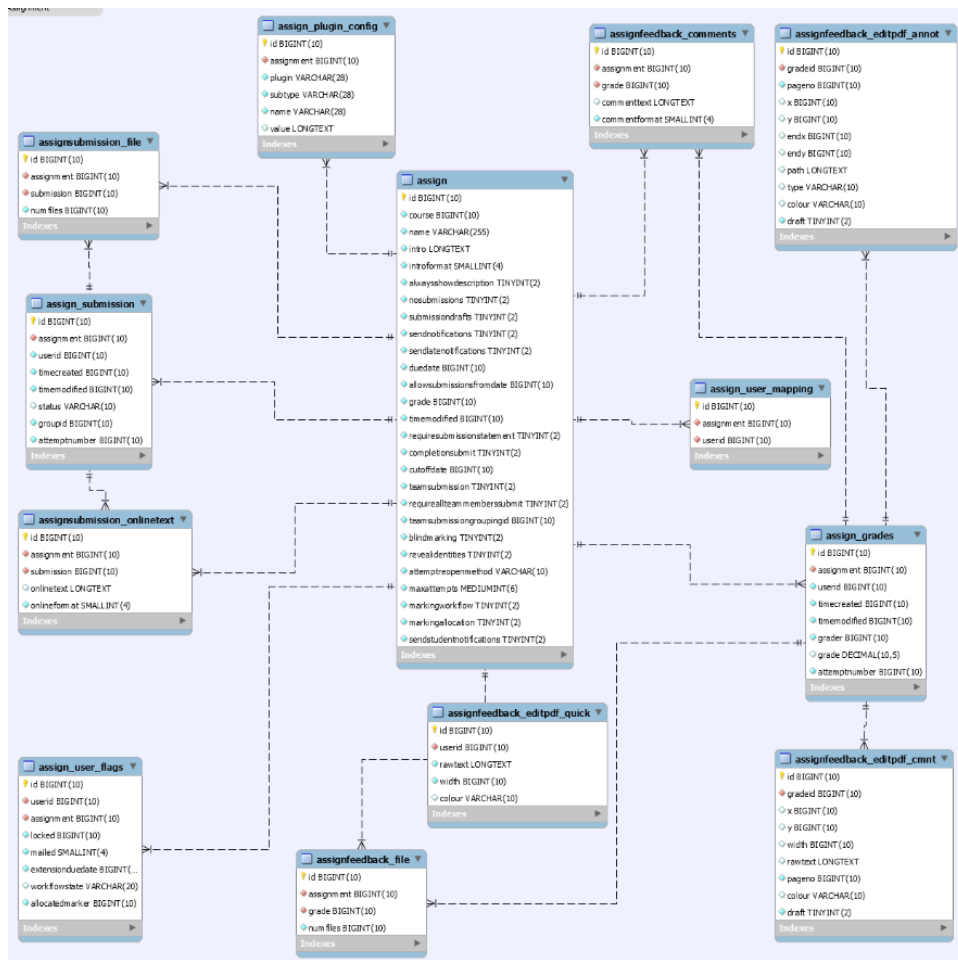 assign_plugin_config
id BIGINT(10)
assignment BIGINT(10)
plugin VARCHAR(28)
subtype VARCHAR(28)
name VARCHAR(28)
value LONGTEXT
Indexes
assignfeedback_comments
id BIGINT(10)
assignment BIGINT(10)
grade BIGINT(10)
commenttext LONGTEXT
commentformat SMALLINT(4)
Indexes
assignfeedback_editpdf_annot
id BIGINT(10)
gradeid BIGINT(10)
pageno BIGINT(10)
x BIGINT(10)
y BIGINT(10)
endx BIGINT(10)
endy BIGINT(10)
path LONGTEXT
type VARCHAR(10)
colour VARCHAR(10)
draft TINYINT(2)
Indexes
assignsubmission_file
id BIGINT(10)
assignment BIGINT(10)
submission BIGINT(10)
numfiles BIGINT(10)
Indexes
assign
id BIGINT(10)
course BIGINT(10)
name VARCHAR(255)
intro LONGTEXT
introformat SMALLINT(4)
alwaysshowdescription TINYINT(2)
nosubmissions TINYINT(2)
submissiondrafts TINYINT(2)
sendnotifications TINYINT(2)
sendlatenotifications TINYINT(2)
duedate BIGINT(10)
allowsubmissionsfromdate BIGINT(10)
grade BIGINT(10)
timemodified BIGINT(10)
requiresubmissionstatement TINYINT(2)
completionsubmit TINYINT(2)
cutoffdate BIGINT(10)
teamsubmission TINYINT(2)
requireallteammemberssubmit TINYINT(2)
teamsubmissiongroupingid BIGINT(10)
blindmarking TINYINT(2)
revealidentities TINYINT(2)
attemptreopenmethod VARCHAR(10)
maxattempts MEDIUMINT(6)
markingworkflow TINYINT(2)
markingallocation TINYINT(2)
sendstudentnotifications TINYINT(2)
Indexes
assign_submission
id BIGINT(10)
assignment BIGINT(10)
userid BIGINT(10)
timecreated BIGINT(10)
timemodified BIGINT(10)
status VARCHAR(10)
groupid BIGINT(10)
attemptnumber BIGINT(10)
Indexes
assign_user_mapping
id BIGINT(10)
assignment BIGINT(10)
userid BIGINT(10)
Indexes
assignsubmission_onlinetext
id BIGINT(10)
assignment BIGINT(10)
submission BIGINT(10)
onlinetext LONGTEXT
onlineformat SMALLINT(4)
Indexes
assign_grades
id BIGINT(10)
assignment BIGINT(10)
userid BIGINT(10)
timecreated BIGINT(10)
timemodified BIGINT(10)
grader BIGINT(10)
grade DECIMAL(10,5)
attemptnumber BIGINT(10)
Indexes
assignfeedback_editpdf_quick
id BIGINT(10)
userid BIGINT(10)
rawtext LONGTEXT
width BIGINT(10)
colour VARCHAR(10)
Indexes
assign_user_flags
id BIGINT(10)
userid BIGINT(10)
assignment BIGINT(10)
locked BIGINT(10)
mailed SMALLINT(4)
extensionduedate BIGINT(...
workflowstate VARCHAR(20)
allocatedmarker BIGINT(10)
Indexes
assignfeedback_file
id BIGINT(10)
assignment BIGINT(10)
grade BIGINT(10)
numfiles BIGINT(10)
Indexes
assignfeedback_editpdf_cmnt
id BIGINT(10)
gradeid BIGINT(10)
x BIGINT(10)
y BIGINT(10)
width BIGINT(10)
rawtext LONGTEXT
pageno BIGINT(10)
colour VARCHAR(10)
draft TINYINT(2)
Indexes